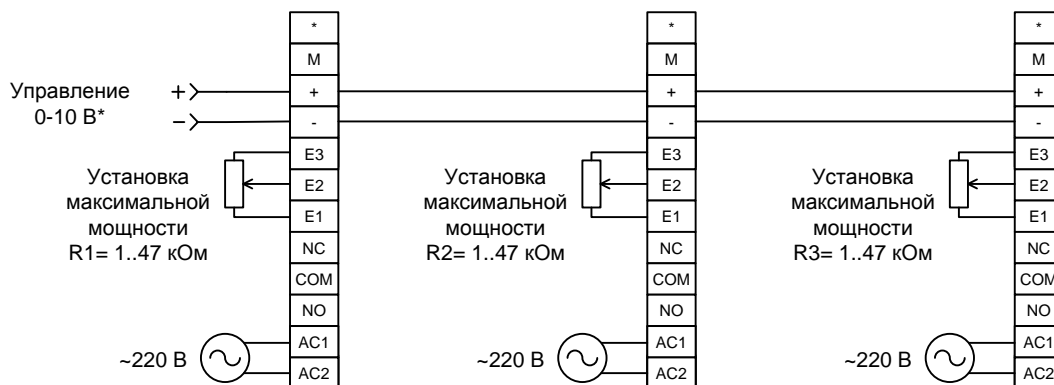 * * *
M M M
Управление + + + +
0-10 В* − - - -
E3 E3 E3
Установка E2 Установка E2 Установка E2
максимальной максимальной максимальной
мощности E1 мощности E1 мощности E1
R1= 1..47 кОм NC R2= 1..47 кОм NC R3= 1..47 кОм NC
COM COM COM
NO NO NO
~220 В AC1 ~220 В AC1 ~220 В AC1
AC2 AC2 AC2